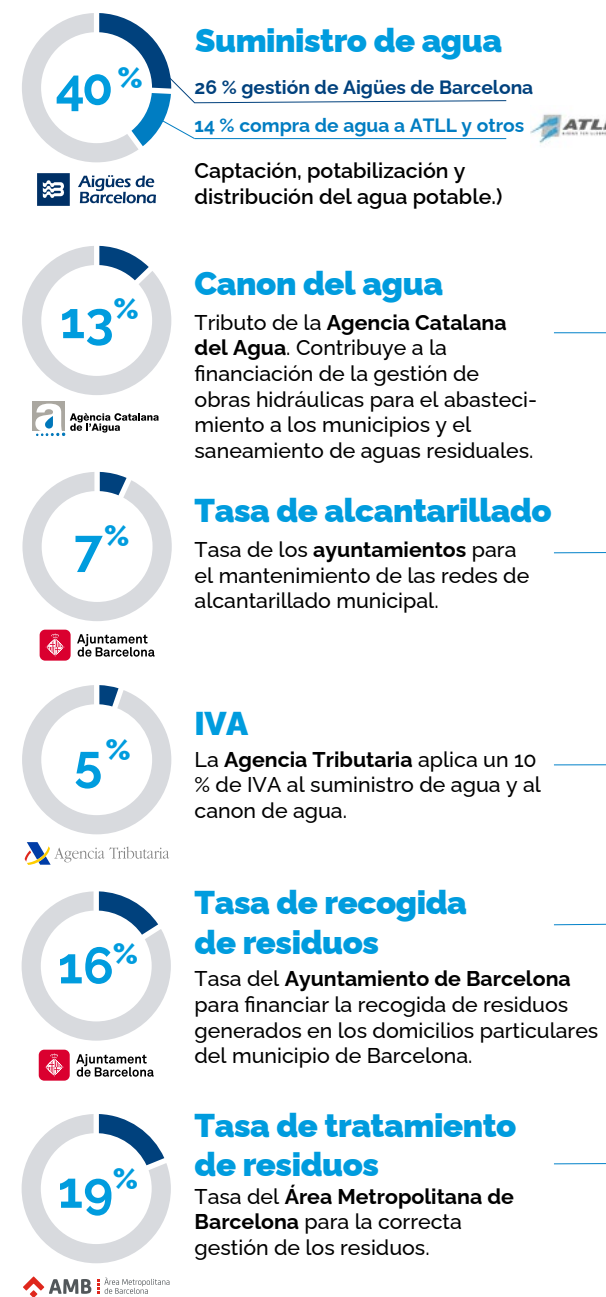 40 %
Suministro de agua
26 % gestión de Aigües de Barcelona
14 % compra de agua a ATLL y otros
Aigües de
Barcelona
Captación, potabilización y
distribución del agua potable.)
13%
Agència Catalana
de l'Aigua
Canon del agua
Tributo de la Agencia Catalana
del Agua. Contribuye a la
financiación de la gestión de
obras hidráulicas para el abasteci-
miento a los municipios y el
saneamiento de aguas residuales.
7%
Ajuntament
de Barcelona
Tasa de alcantarillado
Tasa de los ayuntamientos para
el mantenimiento de las redes de
alcantarillado municipal.
5%
Agencia Tributaria
IVA
La Agencia Tributaria aplica un 10
% de IVA al suministro de agua y al
canon de agua.
16%
Ajuntament
de Barcelona
Tasa de recogida
de residuos
Tasa del Ayuntamiento de Barcelona
para financiar la recogida de residuos
generados en los domicilios particulares
del municipio de Barcelona.
19%
AMB Àrea Metropolitana
de Barcelona
Tasa de tratamiento
de residuos
Tasa del Área Metropolitana de
Barcelona para la correcta
gestión de los residuos.